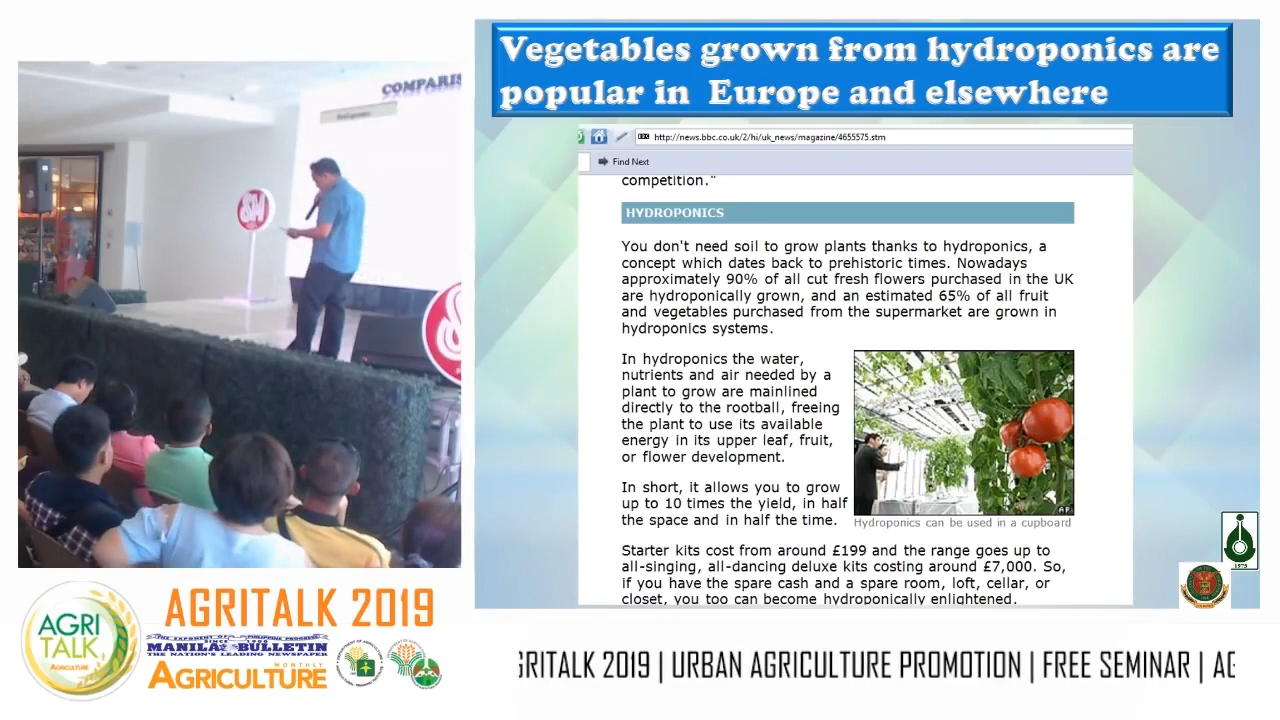 Vegetables grown from hydroponics are
popular in Europe and elsewhere
http://news.bbc.co.uk/2/hi/uk_news/magazine/4655575.stm
Find Next
competition."
HYDROPONICS
You don't need soil to grow plants thanks to hydroponics, a
concept which dates back to prehistoric times. Nowadays
approximately 90% of all cut fresh flowers purchased in the UK
are hydroponically grown, and an estimated 65% of all fruit
and vegetables purchased from the supermarket are grown in
hydroponics systems.
In hydroponics the water,
nutrients and air needed by a
plant to grow are mainlined
directly to the rootball, freeing
the plant to use its available
energy in its upper leaf, fruit,
or flower development.
In short, it allows you to grow
up to 10 times the yield, in half
the space and in half the time.
Hydroponics can be used in a cupboard
Starter kits cost from around £199 and the range goes up to
all-singing, all-dancing deluxe kits costing around £7,000. So,
if you have the spare cash and a spare room, loft, cellar, or
closet, you too can become hydroponically enlightened.
COMPARIS
SM
AGRI
TALK
AGRICULTURE
AGRITALK 2019
THE EXPONENT OF PHILIPPINE PROGRESS
SINCE 1900
MANILA BULLETIN
THE NATION'S LEADING NEWSPAPER
MONTHLY
AGRICULTURE
1975
GRITALK 2019 | URBAN AGRICULTURE PROMOTION | FREE SEMINAR | AG